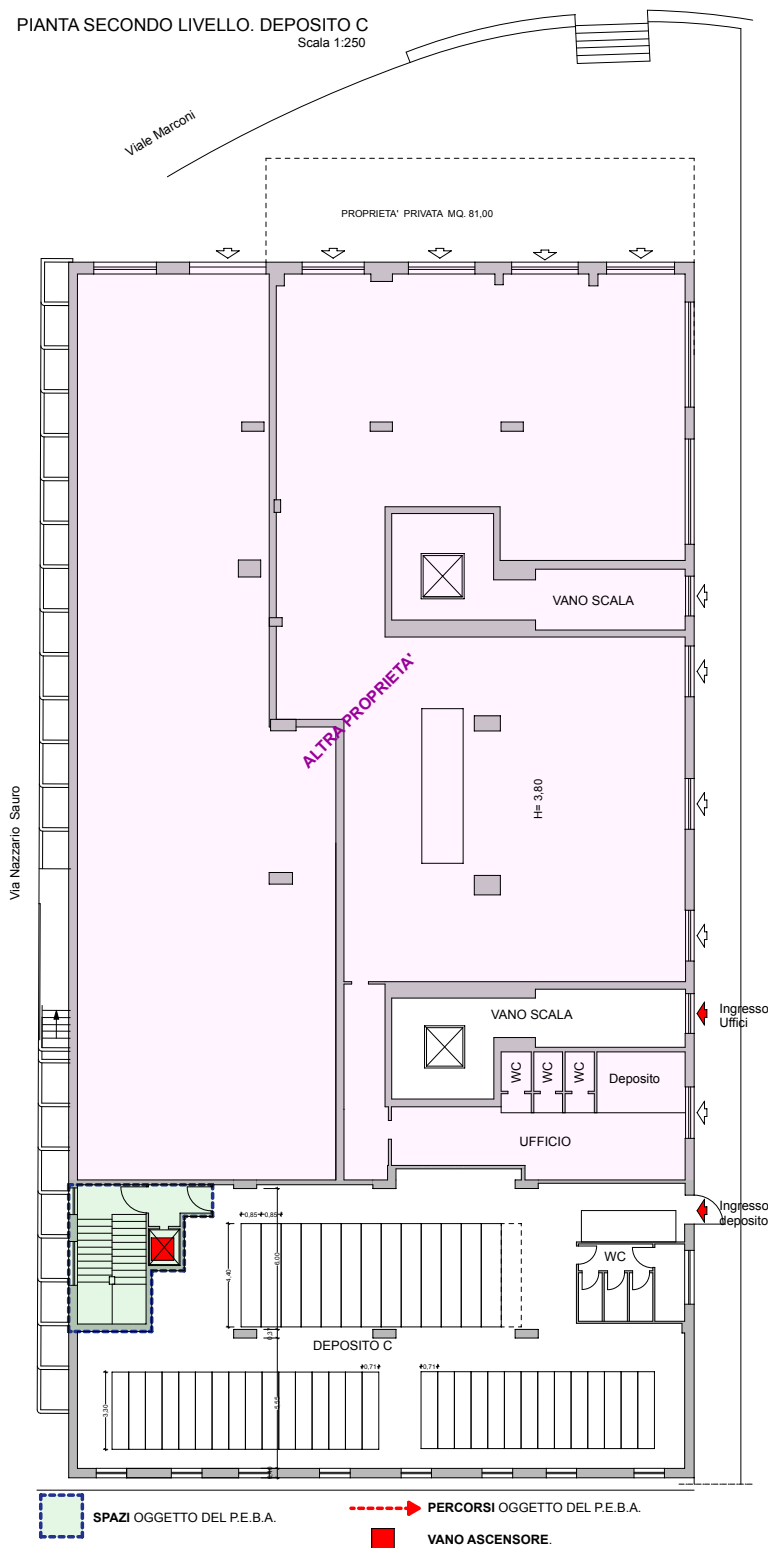 PIANTA SECONDO LIVELLO. DEPOSITO C
Scala 1:250
Viale Marconi
PROPRIETA' PRIVATA MQ. 81,00
VANO SCALA
ALTRA PROPRIETA'
H= 3,80
Via Nazzario Sauro
VANO SCALA
Ingresso
Uffici
WC
WC
WC
Deposito
UFFICIO
Ingresso
deposito
0,85
0,85
6,00
4,40
WC
DEPOSITO C
0,71
0,71
3,30
SPAZI OGGETTO DEL P.E.B.A.
PERCORSI OGGETTO DEL P.E.B.A.
VANO ASCENSORE.